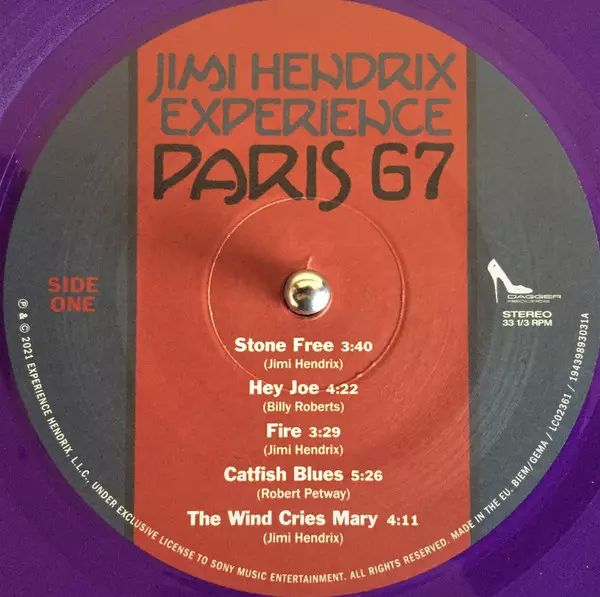 JIMI HENDRIX
EXPERIENCE
PARIS 67
SIDE
ONE
DAGGER
RECORDS
STEREO
33 1/3 RPM
Stone Free 3:40
(Jimi Hendrix)
Hey Joe 4:22
(Billy Roberts)
Fire 3:29
(Jimi Hendrix)
Catfish Blues 5:26
(Robert Petway)
The Wind Cries Mary 4:11
(Jimi Hendrix)
℗ & © 2021 EXPERIENCE HENDRIX, L.L.C., UNDER EXCLUSIVE LICENSE TO SONY MUSIC ENTERTAINMENT. ALL RIGHTS RESERVED. MADE IN THE EU. BIEM/GEMA / LC02361 / 19439893031A